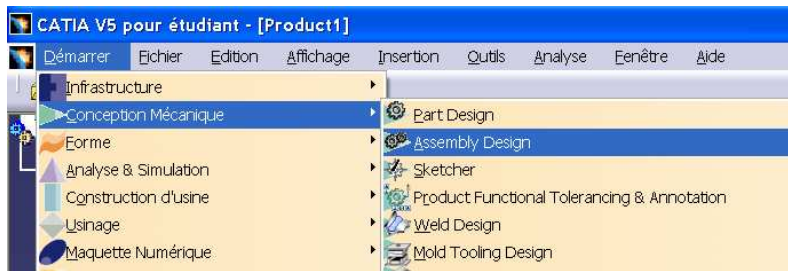 CATIA V5 pour étudiant - [Product1]
Démarrer Fichier Edition Affichage Insertion Outils Analyse Fenêtre Aide
Infrastructure
Conception Mécanique
Forme
Analyse & Simulation
Construction d'usine
Usinage
Maquette Numérique
Part Design
Assembly Design
Sketcher
Product Functional Tolerancing & Annotation
Weld Design
Mold Tooling Design